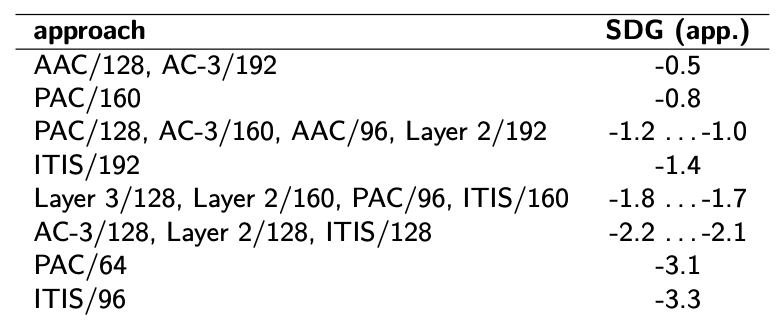 approach SDG (app.)
AAC/128, AC-3/192 -0.5
PAC/160 -0.8
PAC/128, AC-3/160, AAC/96, Layer 2/192 -1.2 ...-1.0
ITIS/192 -1.4
Layer 3/128, Layer 2/160, PAC/96, ITIS/160 -1.8 ...-1.7
AC-3/128, Layer 2/128, ITIS/128 -2.2 ...-2.1
PAC/64 -3.1
ITIS/96 -3.3